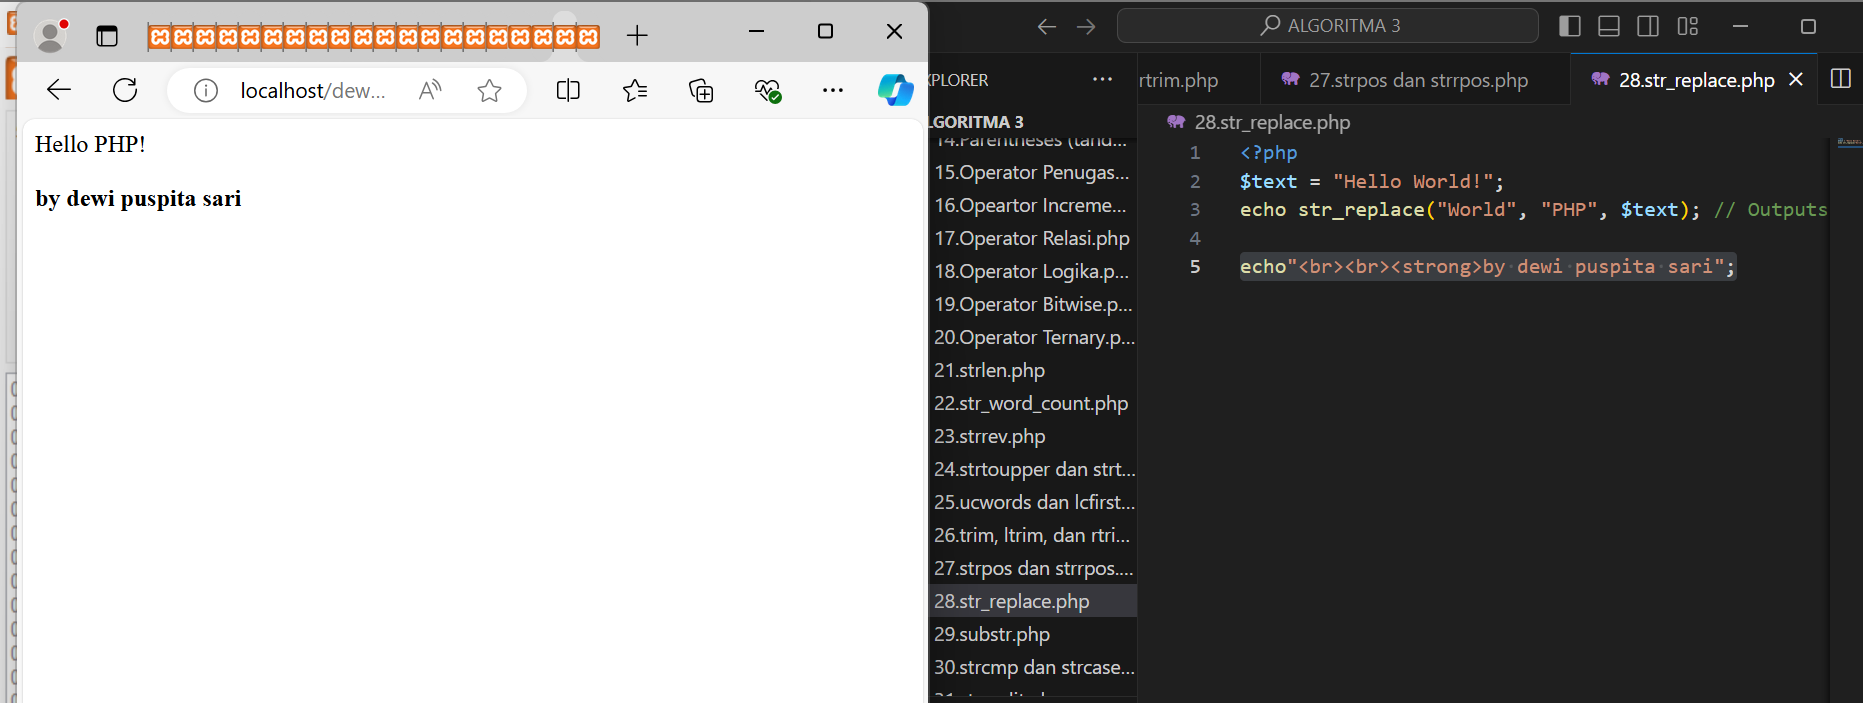 localhost/dew...
Hello PHP!
by dewi puspita sari
ALGORITMA 3
XPLORER
LGORITMA 3
14.Parentheses (tand...
15.Operator Penugas...
16.Opeartor Increme...
17.Operator Relasi.php
18.Operator Logika.p...
19.Operator Bitwise.p...
20.Operator Ternary.p...
21.strlen.php
22.str_word_count.php
23.strrev.php
24.strtoupper dan strt...
25.ucwords dan lcfirst...
26.trim, ltrim, dan rtri...
27.strpos dan strrpos....
28.str_replace.php
29.substr.php
30.strcmp dan strcase...
rtrim.php
27.strpos dan strrpos.php
28.str_replace.php
28.str_replace.php
1 <?php
2 $text = "Hello World!";
3 echo str_replace("World", "PHP", $text); // Outputs
4
5 echo"<br><br><strong>by dewi puspita sari";